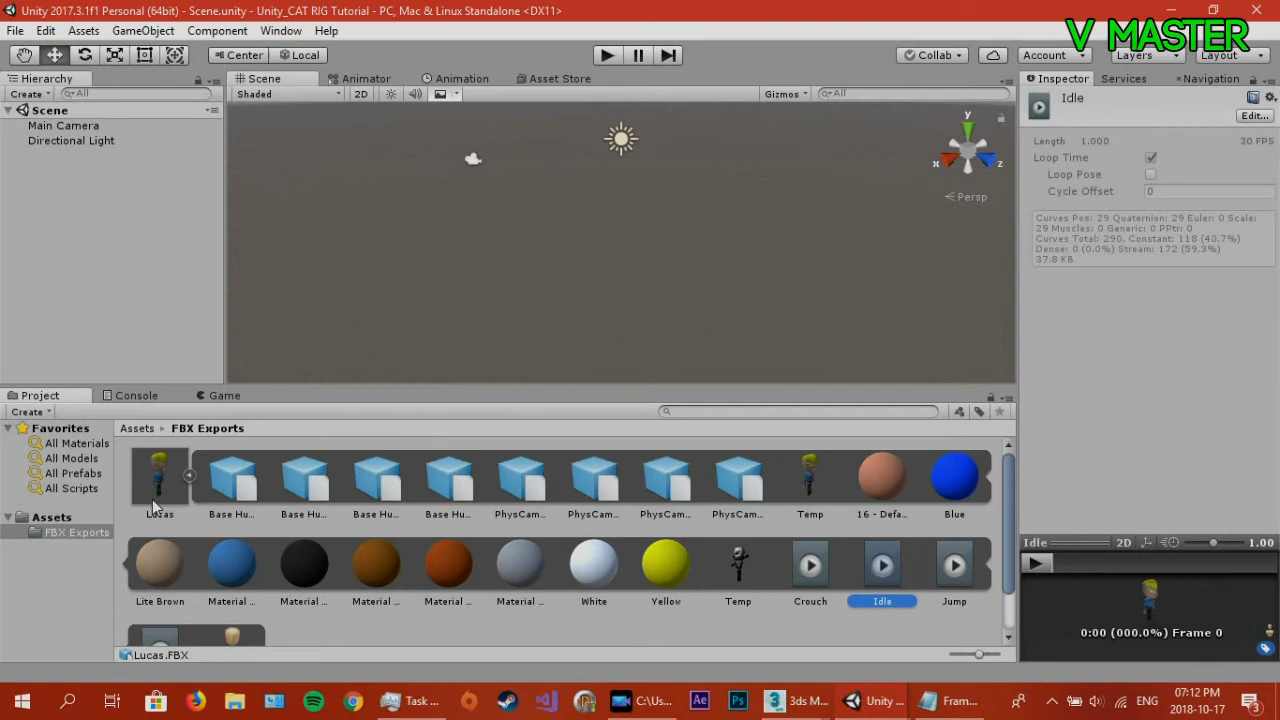 Unity 2017.3.1f1 Personal (64bit) - Scene.unity - Unity_CAT RIG Tutorial - PC, Mac & Linux Standalone <DX11>
File Edit Assets GameObject Component Window Help
V MASTER
Center Local Collab Account Layers Layout
Hierarchy Scene Animator Animation Asset Store Inspector Services Navigation
Create All Shaded 2D Gizmos All
Idle
Edit...
Scene
Main Camera
Directional Light
y
x z
Persp
Length 1.000 30 FPS
Loop Time
Loop Pose
Cycle Offset 0
Curves Pos: 29 Quaternion: 29 Euler: 0 Scale:
29 Muscles: 0 Generic: 0 PPtr: 0
Curves Total: 290, Constant: 118 (40.7%)
Dense: 0 (0.0%) Stream: 172 (59.3%)
37.8 KB
Project Console Game
Create
Favorites
All Materials
All Models
All Prefabs
All Scripts
Assets
FBX Exports
Assets FBX Exports
Lucas Base Hu... Base Hu... Base Hu... Base Hu... PhysCam... PhysCam... PhysCam... PhysCam... Temp 16 - Defa... Blue
Lite Brown Material ... Material ... Material ... Material ... Material ... White Yellow Temp Crouch Idle Jump
Lucas.FBX
Idle 2D 1.00
0:00 (000.0%) Frame 0
Task ... C:\Us... Ae Ps 3 3ds M... Unity ... Fram... ENG 07:12 PM
2018-10-17 3